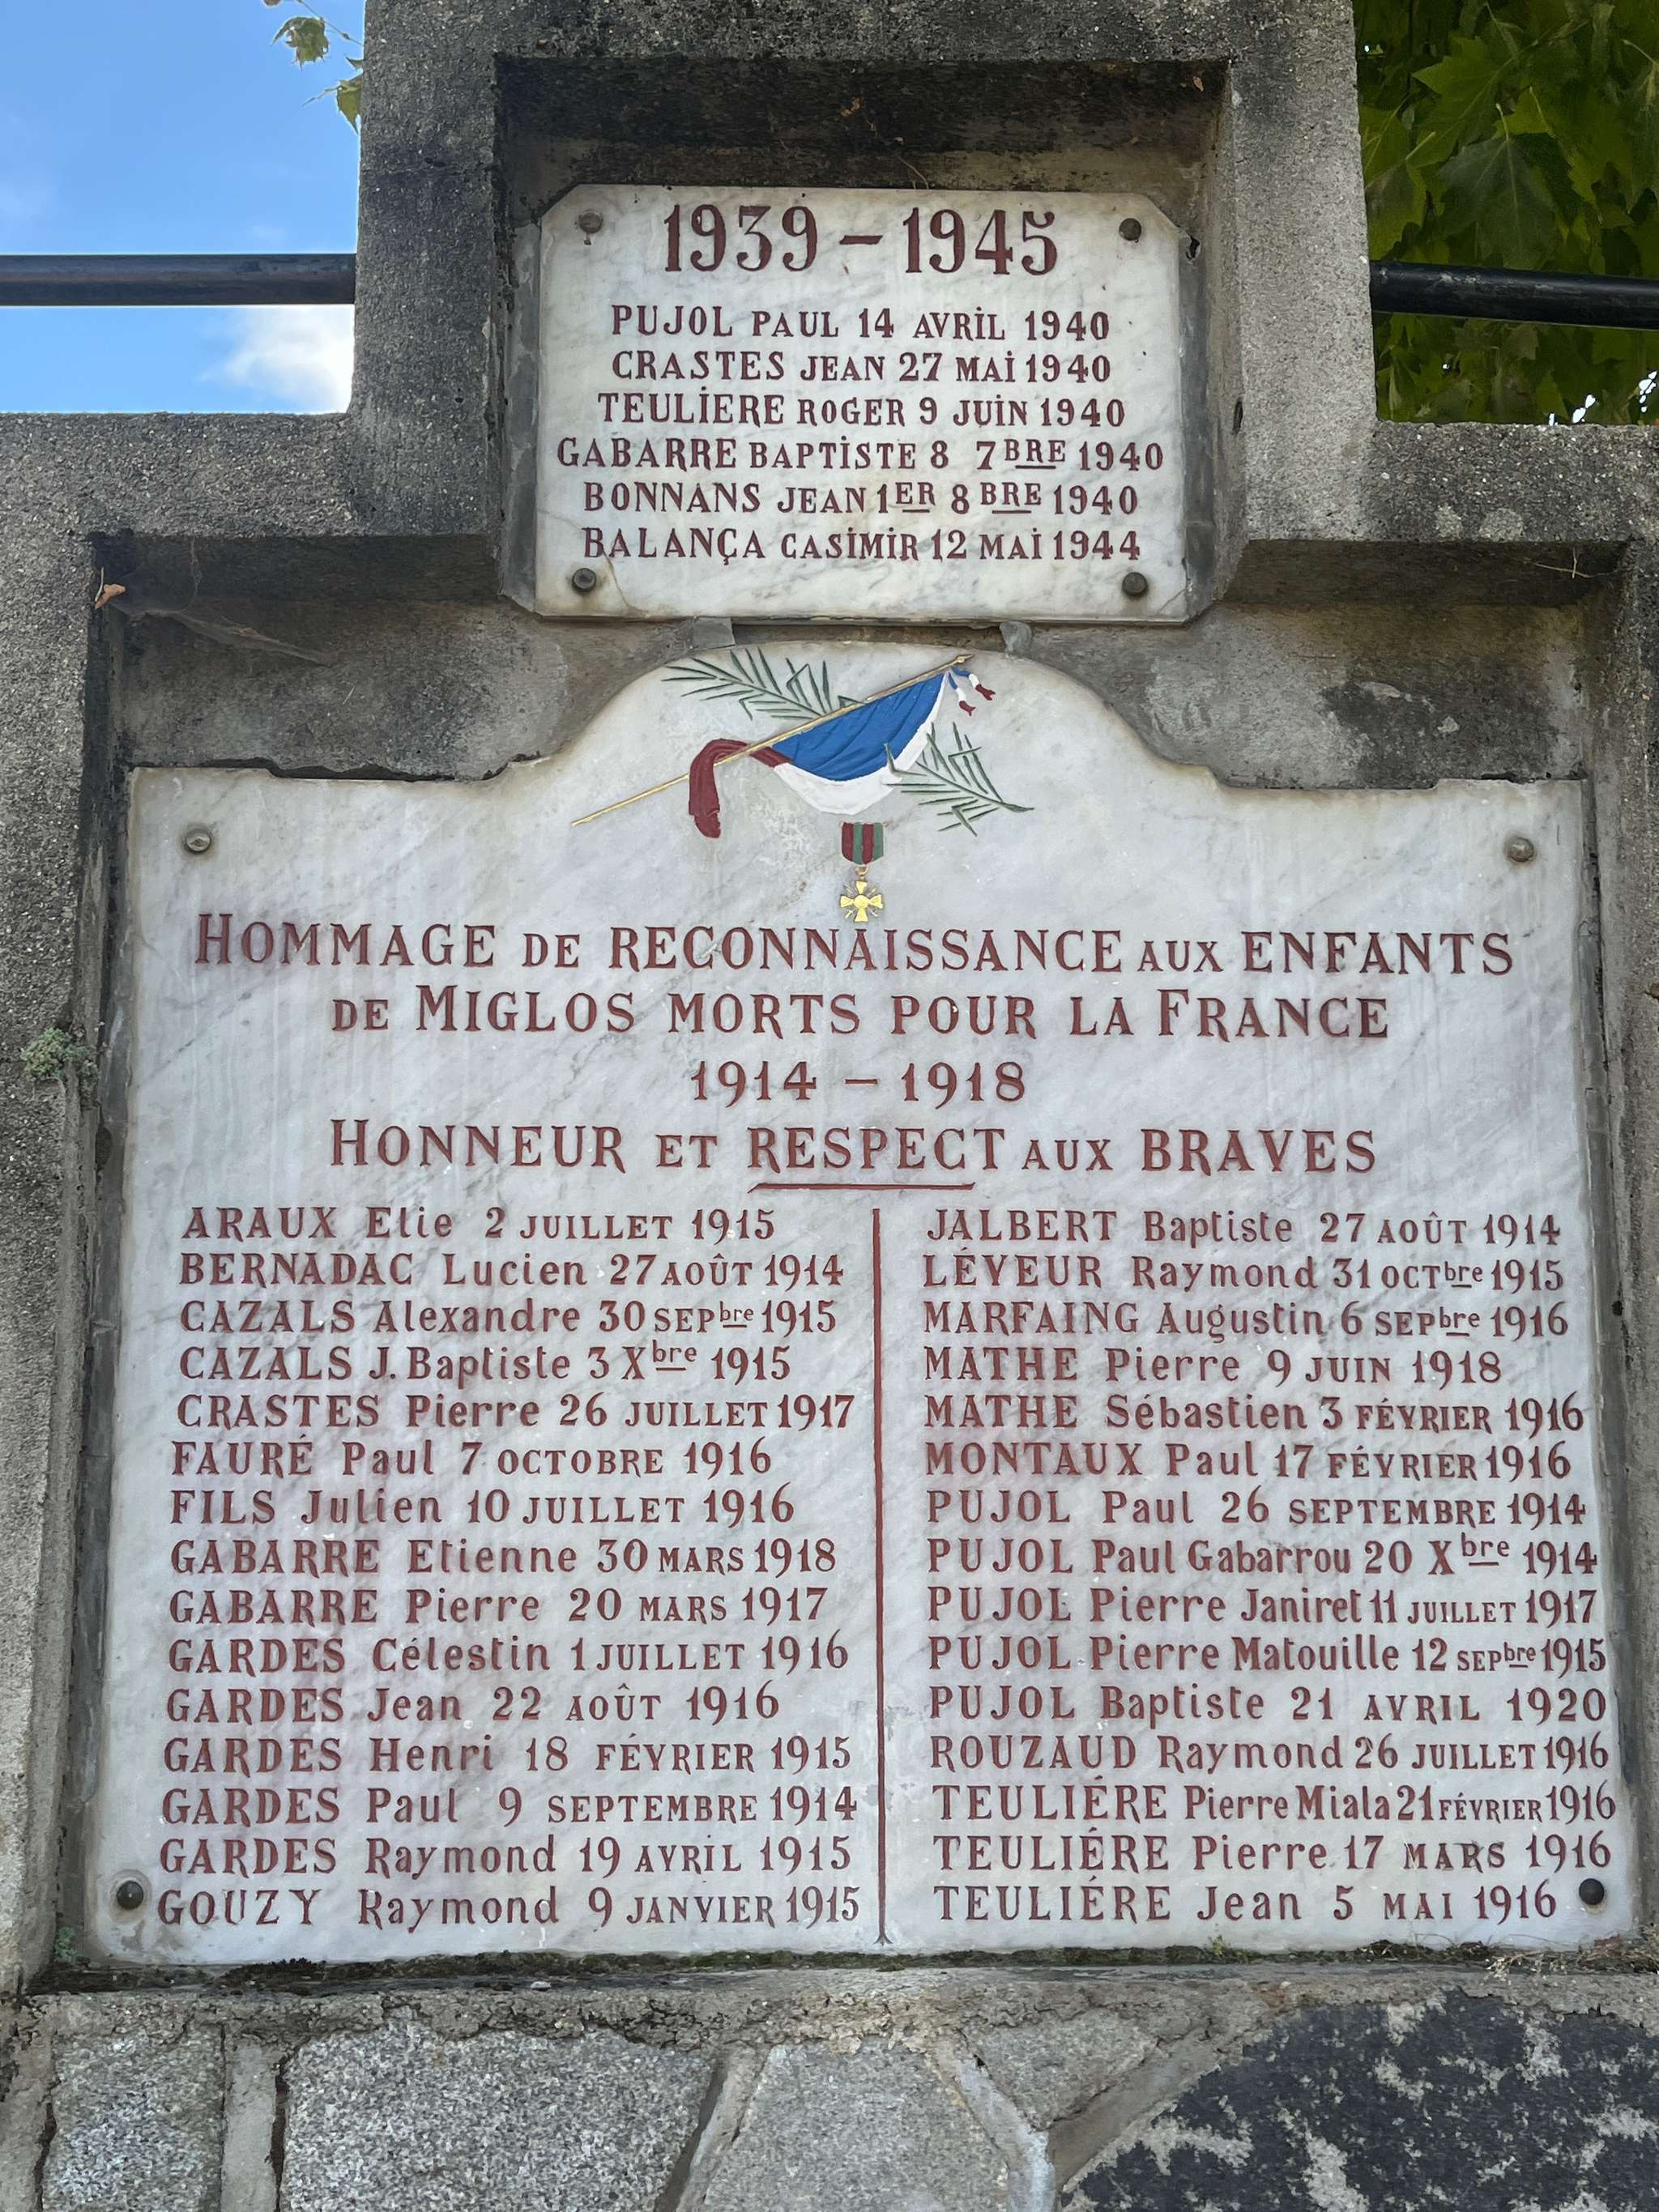 1939 – 1945
PUJOL PAUL 14 AVRIL 1940
CRASTES JEAN 27 MAI 1940
TEULIERE ROGER 9 JUIN 1940
GABARRE BAPTISTE 8 7BRE 1940
BONNANS JEAN 1ER 8BRE 1940
BALANÇA CASIMIR 12 MAI 1944
HOMMAGE DE RECONNAISSANCE AUX ENFANTS
DE MIGLOS MORTS POUR LA FRANCE
1914 – 1918
HONNEUR ET RESPECT AUX BRAVES
ARAUX Elie 2 JUILLET 1915
BERNADAC Lucien 27 AOÛT 1914
CAZALS Alexandre 30 SEPbre 1915
CAZALS J. Baptiste 3 Xbre 1915
CRASTES Pierre 26 JUILLET 1917
FAURÉ Paul 7 OCTOBRE 1916
FILS Julien 10 JUILLET 1916
GABARRE Etienne 30 MARS 1918
GABARRE Pierre 20 MARS 1917
GARDES Célestin 1 JUILLET 1916
GARDES Jean 22 AOÛT 1916
GARDES Henri 18 FÉVRIER 1915
GARDES Paul 9 SEPTEMBRE 1914
GARDES Raymond 19 AVRIL 1915
GOUZY Raymond 9 JANVIER 1915
JALBERT Baptiste 27 AOÛT 1914
LÉVEUR Raymond 31 OCTbre 1915
MARFAING Augustin 6 SEPbre 1916
MATHE Pierre 9 JUIN 1918
MATHE Sébastien 3 FÉVRIER 1916
MONTAUX Paul 17 FÉVRIER 1916
PUJOL Paul 26 SEPTEMBRE 1914
PUJOL Paul Gabarrou 20 Xbre 1914
PUJOL Pierre Janiret 11 JUILLET 1917
PUJOL Pierre Matouille 12 SEPbre 1915
PUJOL Baptiste 21 AVRIL 1920
ROUZAUD Raymond 26 JUILLET 1916
TEULIÉRE Pierre Miala 21 FÉVRIER 1916
TEULIÉRE Pierre 17 MARS 1916
TEULIÉRE Jean 5 MAI 1916